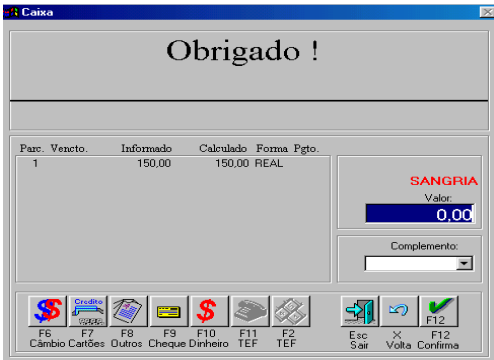 Caixa
Obrigado !
Parc. Vencto. Informado Calculado Forma Pgto.
1 150,00 150,00 REAL
SANGRIA
Valor:
0,00
Complemento:
Credito
F12
F6 F7 F8 F9 F10 F11 F2 Esc X F12
Câmbio Cartões Outros Cheque Dinheiro TEF TEF Sair Volta Confirma